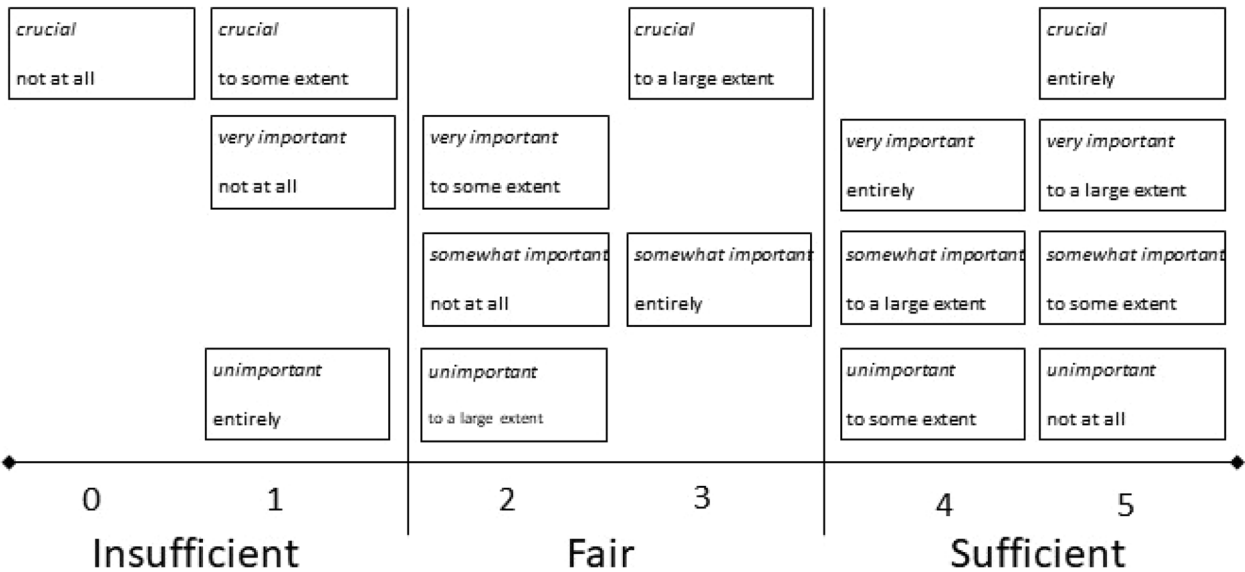 crucial
not at all
crucial
to some extent
crucial
to a large extent
crucial
entirely
very important
not at all
very important
to some extent
very important
entirely
very important
to a large extent
somewhat important
not at all
somewhat important
entirely
somewhat important
to a large extent
somewhat important
to some extent
unimportant
entirely
unimportant
to a large extent
unimportant
to some extent
unimportant
not at all
0 1 2 3 4 5
Insufficient Fair Sufficient